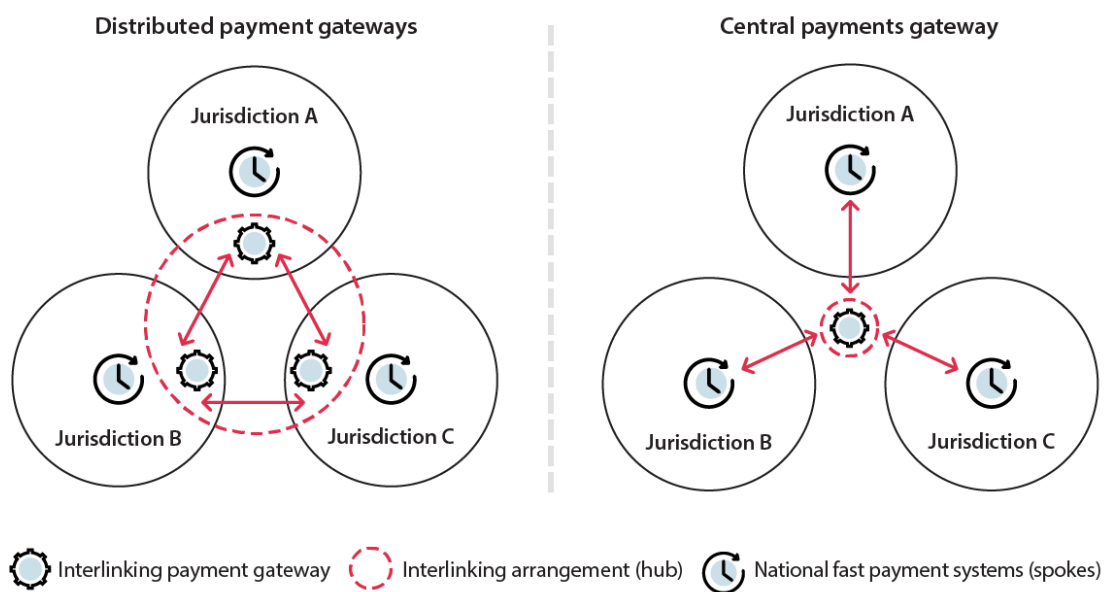 Distributed payment gateways
Central payments gateway
Jurisdiction A
Jurisdiction B
Jurisdiction C
Jurisdiction A
Jurisdiction B
Jurisdiction C
Interlinking payment gateway
Interlinking arrangement (hub)
National fast payment systems (spokes)